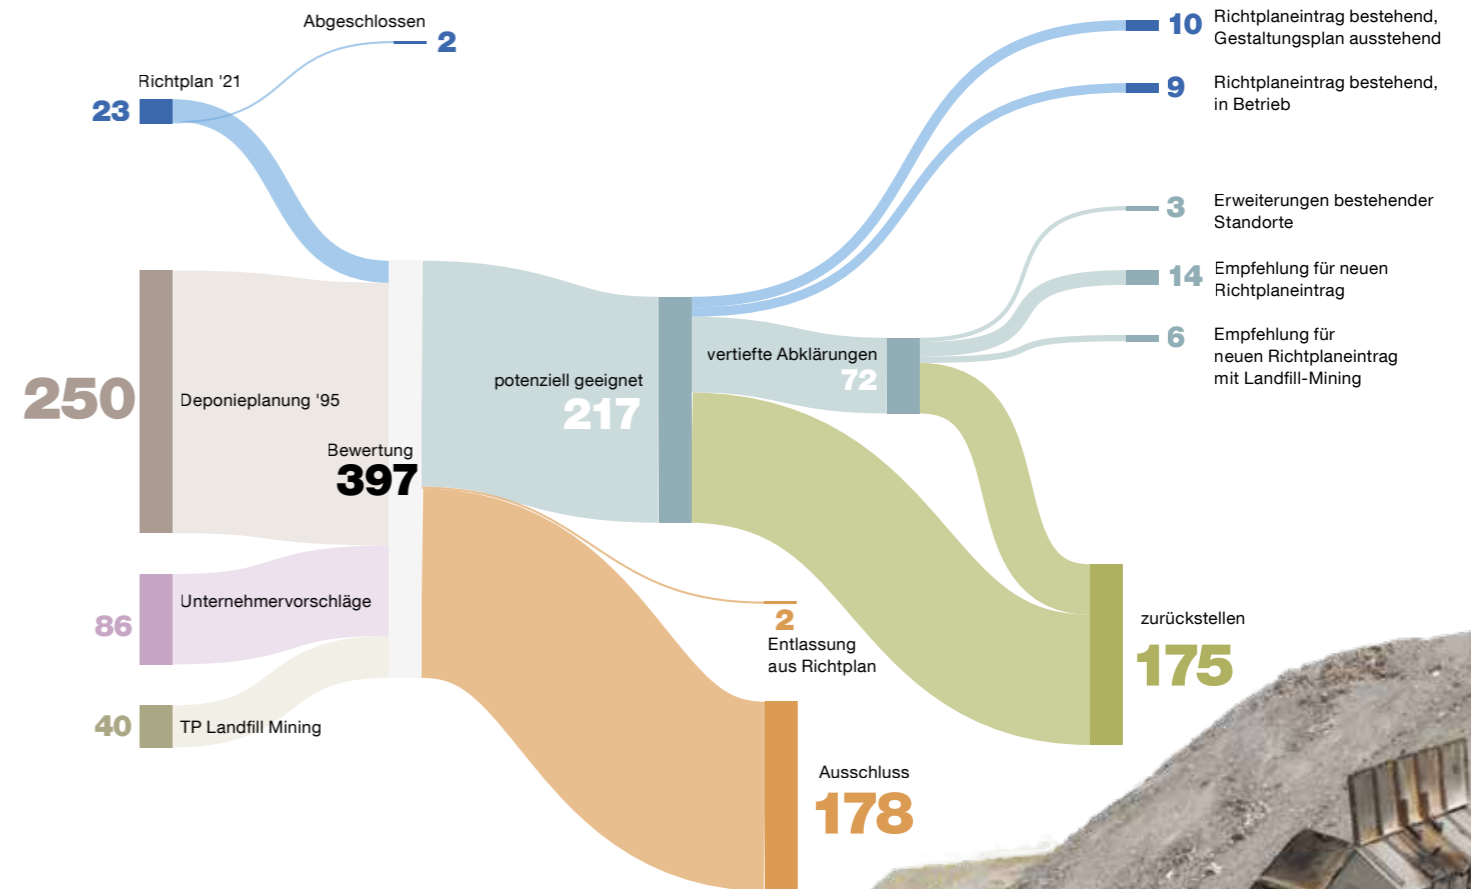 Abgeschlossen
2
Richtplan '21
23
250
Deponieplanung '95
Bewertung
397
86
Unternehmervorschläge
40
TP Landfill Mining
potenziell geeignet
217
vertiefte Abklärungen
72
10
Richtplaneintrag bestehend,
Gestaltungsplan ausstehend
9
Richtplaneintrag bestehend,
in Betrieb
3
Erweiterungen bestehender
Standorte
14
Empfehlung für neuen
Richtplaneintrag
6
Empfehlung für
neuen Richtplaneintrag
mit Landfill-Mining
2
Entlassung
aus Richtplan
zurückstellen
175
Ausschluss
178